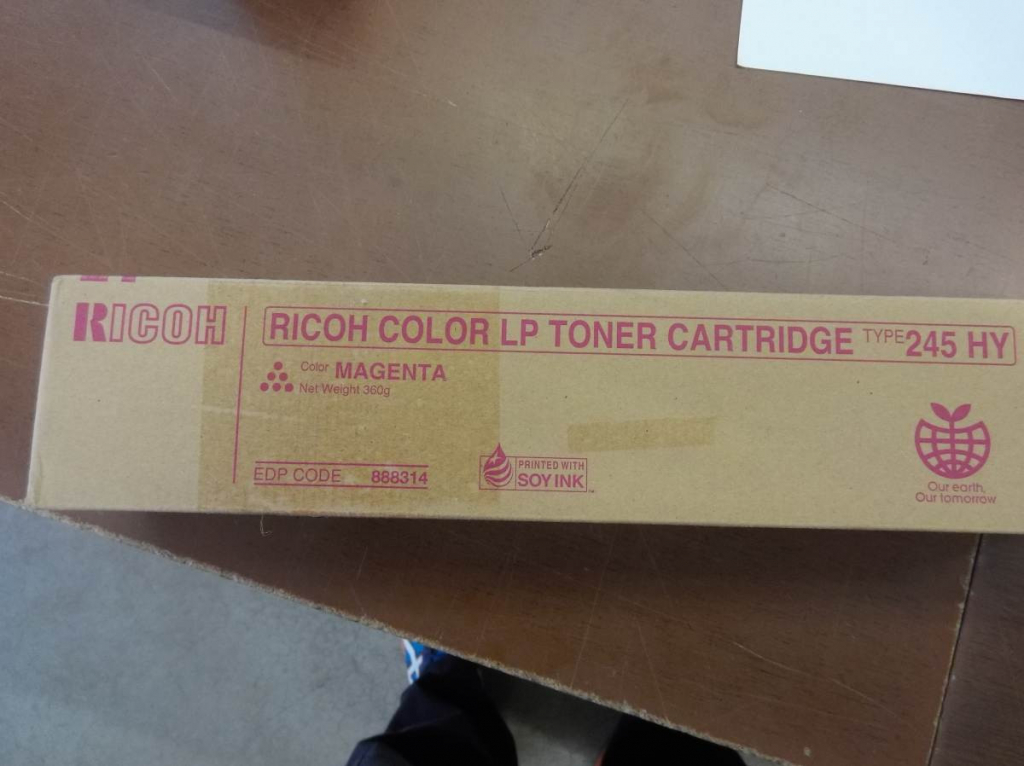 RICOH
RICOH COLOR LP TONER CARTRIDGE TYPE 245 HY
Color MAGENTA
Net Weight 360g
EDP CODE 888314
PRINTED WITH
SOY INK
Our earth,
Our tomorrow